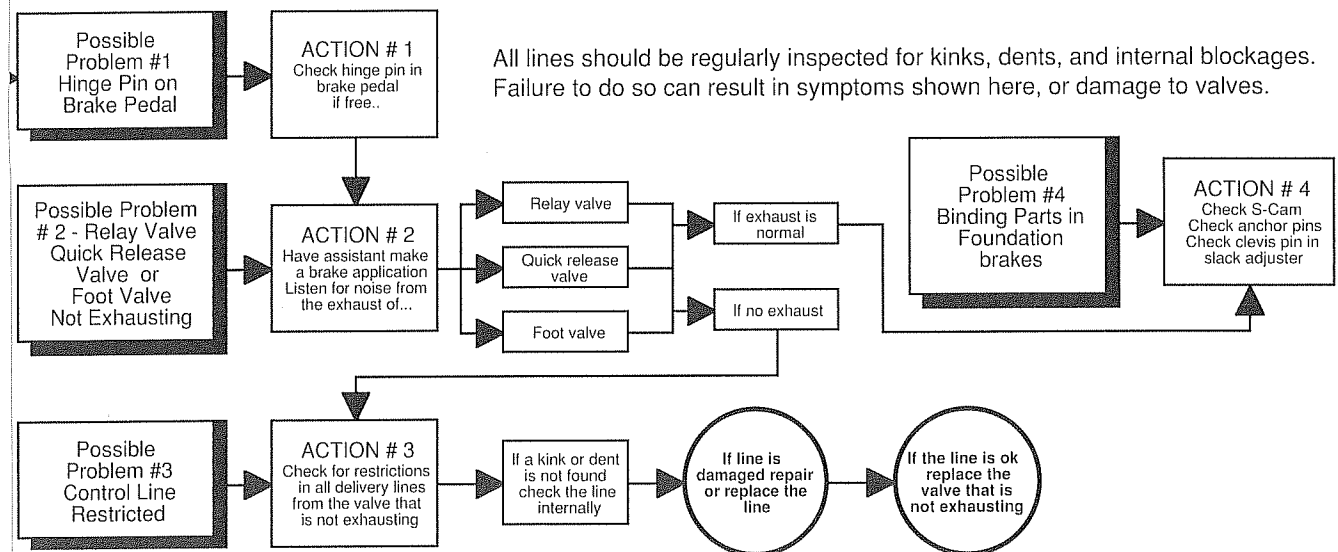 Possible
Problem #1
Hinge Pin on
Brake Pedal
ACTION # 1
Check hinge pin in
brake pedal
if free..
All lines should be regularly inspected for kinks, dents, and internal blockages.
Failure to do so can result in symptoms shown here, or damage to valves.
Possible Problem
# 2 - Relay Valve
Quick Release
Valve or
Foot Valve
Not Exhausting
ACTION # 2
Have assistant make
a brake application
Listen for noise from
the exhaust of...
Relay valve
Quick release
valve
Foot valve
If exhaust is
normal
If no exhaust
Possible
Problem #4
Binding Parts in
Foundation
brakes
ACTION # 4
Check S-Cam
Check anchor pins
Check clevis pin in
slack adjuster
Possible
Problem #3
Control Line
Restricted
ACTION # 3
Check for restrictions
in all delivery lines
from the valve that
is not exhausting
If a kink or dent
is not found
check the line
internally
If line is
damaged repair
or replace the
line
If the line is ok
replace the
valve that is
not exhausting